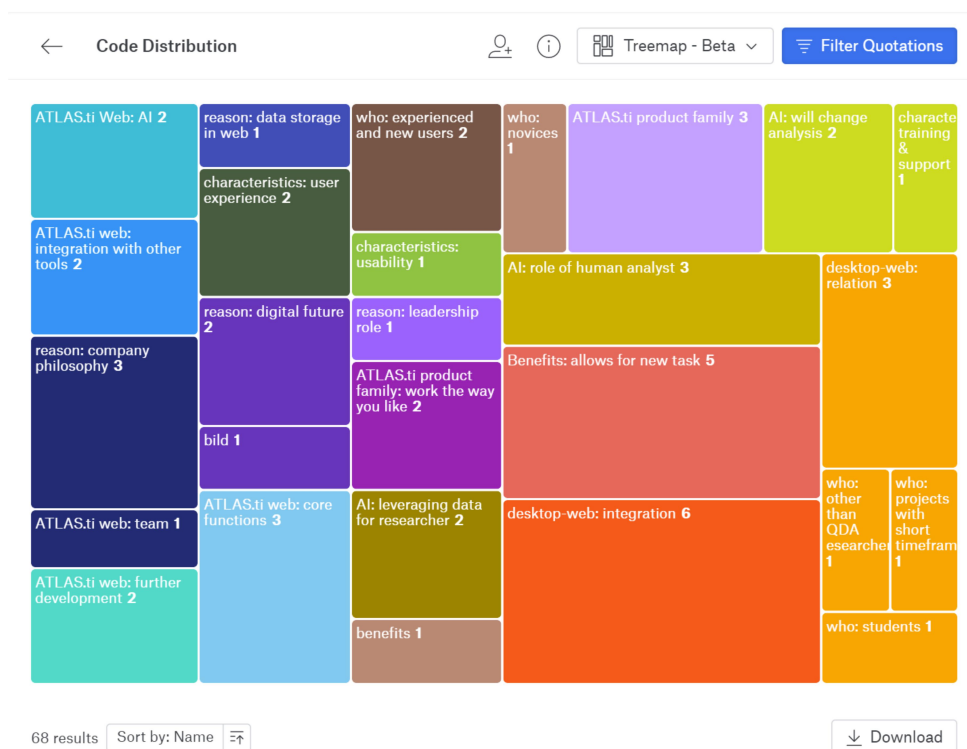 Code Distribution
Treemap - Beta
Filter Quotations
ATLAS.ti Web: AI 2
ATLAS.ti web:
integration with other
tools 2
reason: company
philosophy 3
ATLAS.ti web: team 1
ATLAS.ti web: further
development 2
reason: data storage
in web 1
characteristics: user
experience 2
reason: digital future
2
bild 1
ATLAS.ti web: core
functions 3
who: experienced
and new users 2
characteristics:
usability 1
reason: leadership
role 1
ATLAS.ti product
family: work the way
you like 2
AI: leveraging data
for researcher 2
benefits 1
who:
novices
1
ATLAS.ti product family 3
AI: will change
analysis 2
characte
training
&
support
1
AI: role of human analyst 3
desktop-web:
relation 3
Benefits: allows for new task 5
desktop-web: integration 6
who:
other
than
QDA
esearcher
1
who:
projects
with
short
timefram
1
who: students 1
68 results
Sort by: Name
Download